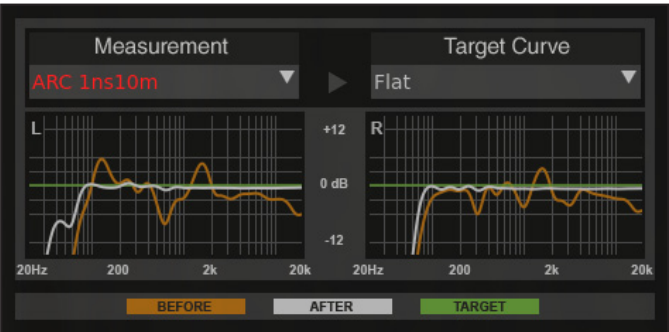 Measurement
Target Curve
ARC 1ns10m
Flat
L
+12
R
0 dB
-12
20Hz 200 2k 20k
20Hz 200 2k 20k
BEFORE AFTER TARGET